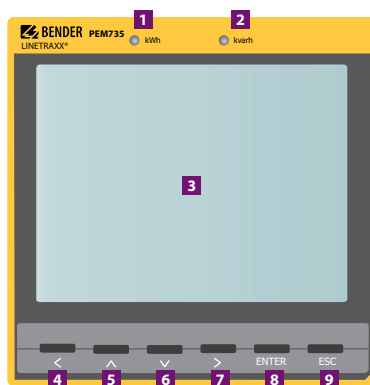 1 2
BENDER PEM735 kWh kvarh
LINETRAXX®
3
< ^ v > ENTER ESC
4 5 6 7 8 9